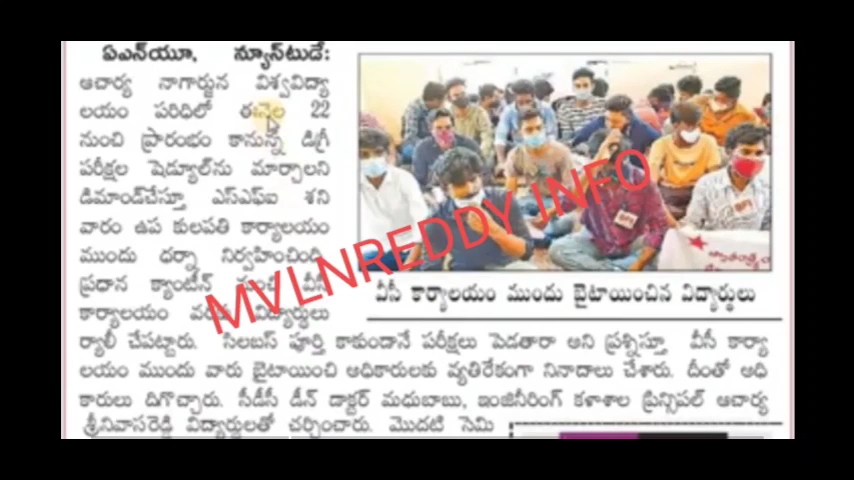 ఏఎన్‌యూ, న్యూస్‌టుడే:
ఆచార్య నాగార్జున విశ్వవిద్యా
లయం పరిధిలో ఈనెల 22
నుంచి ప్రారంభం కానున్న డిగ్రీ
పరీక్షల షెడ్యూల్‌ను మార్చాలని
డిమాండ్‌చేస్తూ ఎస్‌ఎఫ్‌ఐ శని
వారం ఉప కులపతి కార్యాలయం
ముందు ధర్నా నిర్వహించింది.
ప్రధాన క్యాంటీన్ నుంచి వీసీ
కార్యాలయం వరకు విద్యార్థులు
ర్యాలీ చేపట్టారు. సిలబస్ పూర్తి కాకుండానే పరీక్షలు పెడతారా అని ప్రశ్నిస్తూ వీసీ కార్యా
లయం ముందు వారు బైటాయించి అధికారులకు వ్యతిరేకంగా నినాదాలు చేశారు. దీంతో అధి
కారులు దిగొచ్చారు. సీడీసీ డీన్ డాక్టర్ మధుబాబు, ఇంజినీరింగ్ కళాశాల ప్రిన్సిపల్ ఆచార్య
శ్రీనివాసరెడ్డి విద్యార్థులతో చర్చించారు. మొదటి సెమి
వీసీ కార్యాలయం ముందు బైటాయించిన విద్యార్థులు
MVLNREDDY INFO
SFI